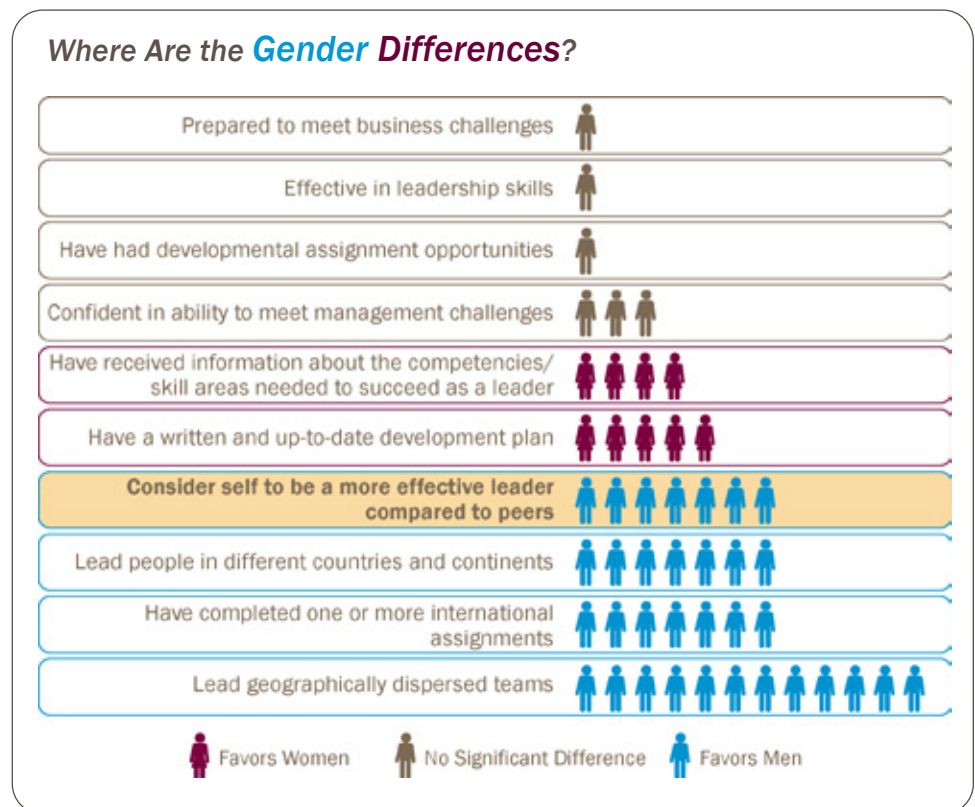 Where Are the Gender Differences?
Prepared to meet business challenges
Effective in leadership skills
Have had developmental assignment opportunities
Confident in ability to meet management challenges
Have received information about the competencies/
skill areas needed to succeed as a leader
Have a written and up-to-date development plan
Consider self to be a more effective leader
compared to peers
Lead people in different countries and continents
Have completed one or more international
assignments
Lead geographically dispersed teams
Favors Women No Significant Difference Favors Men